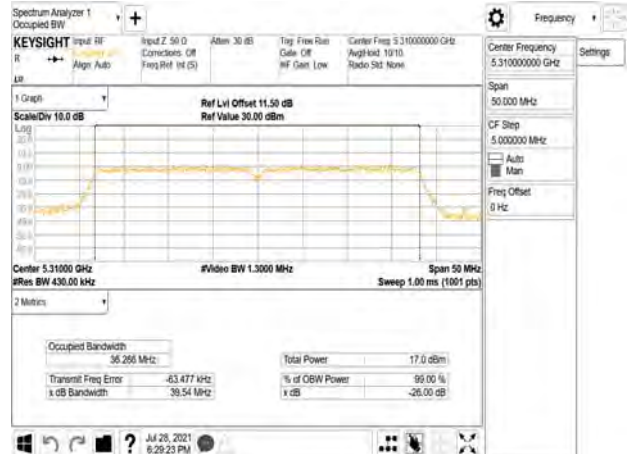 Spectrum Analyzer 1
Occupied BW
Frequency
KEYSIGHT
Input: RF
Input Z: 50 Ω
Atten: 30 dB
Trig: Free Run
Center Freq: 5.310000000 GHz
R
Corrections: Off
Gate: Off
Avg|Hold: 10/10
Align: Auto
Freq Ref: Int (S)
#IF Gain: Low
Radio Std: None
Center Frequency
5.310000000 GHz
Settings
Span
50.000 MHz
CF Step
5.000000 MHz
Auto
Man
Freq Offset
0 Hz
1 Graph
Ref Lvl Offset 11.50 dB
Scale/Div 10.0 dB
Ref Value 30.00 dBm
Log
Center 5.31000 GHz
#Video BW 1.3000 MHz
Span 50 MHz
#Res BW 430.00 kHz
Sweep 1.00 ms (1001 pts)
2 Metrics
Occupied Bandwidth
36.286 MHz
Total Power
17.0 dBm
Transmit Freq Error
-63.477 kHz
% of OBW Power
99.00 %
x dB Bandwidth
39.54 MHz
x dB
-26.00 dB
Jul 28, 2021
6:29:23 PM